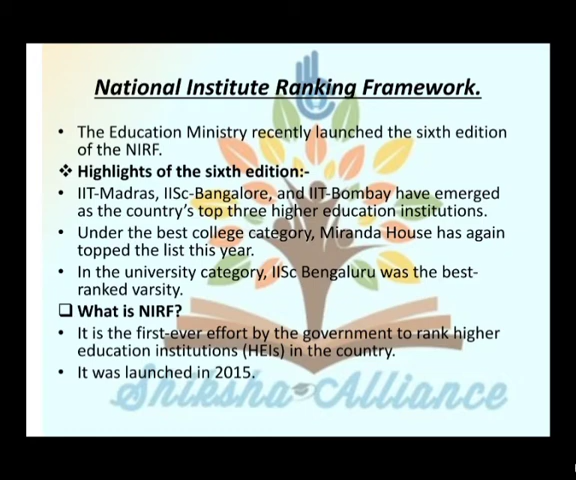 National Institute Ranking Framework.
• The Education Ministry recently launched the sixth edition
of the NIRF.
❖ Highlights of the sixth edition:-
• IIT-Madras, IISc-Bangalore, and IIT-Bombay have emerged
as the country's top three higher education institutions.
• Under the best college category, Miranda House has again
topped the list this year.
• In the university category, IISc Bengaluru was the best-
ranked varsity.
❑ What is NIRF?
• It is the first-ever effort by the government to rank higher
education institutions (HEIs) in the country.
• It was launched in 2015.
Shiksha Alliance